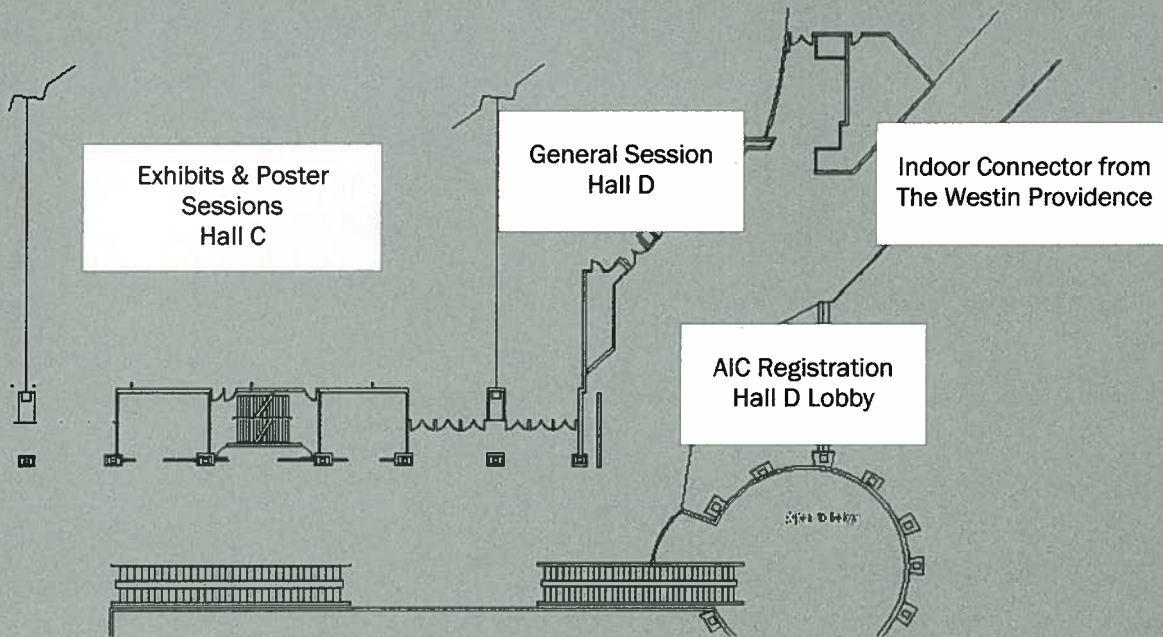 Exhibits & Poster
Sessions
Hall C
General Session
Hall D
Indoor Connector from
The Westin Providence
AIC Registration
Hall D Lobby